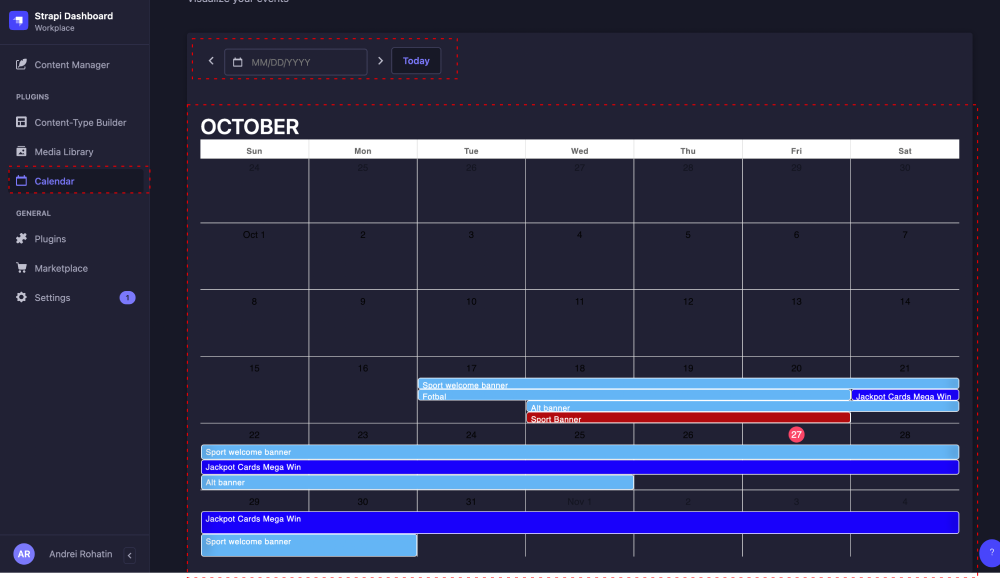 Visualize your events
Strapi Dashboard
Workplace
Content Manager
PLUGINS
Content-Type Builder
Media Library
Calendar
GENERAL
Plugins
Marketplace
Settings
1
AR
Andrei Rohatin
MM/DD/YYYY
Today
OCTOBER
Sun Mon Tue Wed Thu Fri Sat
24 25 26 27 28 29 30
Oct 1 2 3 4 5 6 7
8 9 10 11 12 13 14
15 16 17 18 19 20 21
Sport welcome banner
Fotbal
Jackpot Cards Mega Win
Alt banner
Sport Banner
22 23 24 25 26 27 28
Sport welcome banner
Jackpot Cards Mega Win
Alt banner
29 30 31 Nov 1 2 3 4
Jackpot Cards Mega Win
Sport welcome banner
?